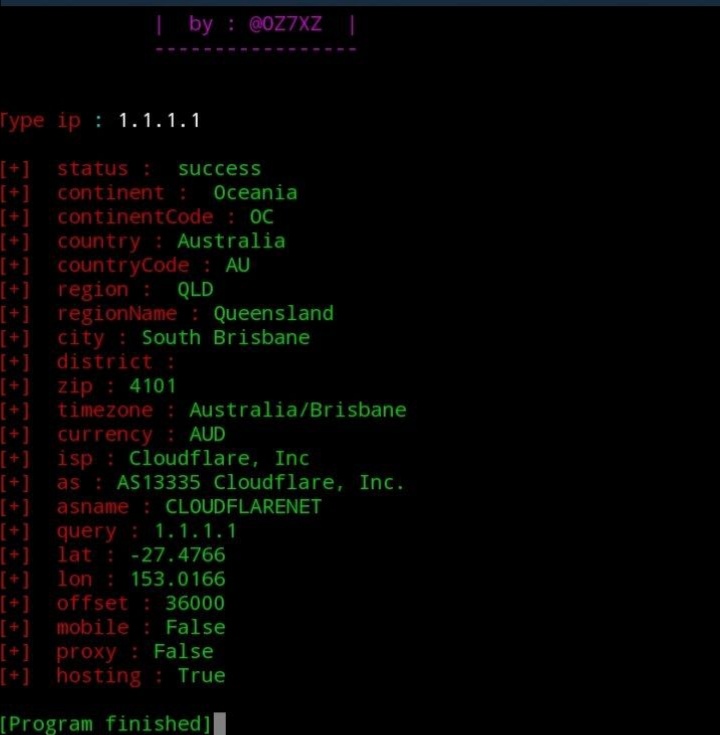 | by : @OZ7XZ |
-----------------
Type ip : 1.1.1.1
[+] status : success
[+] continent : Oceania
[+] continentCode : OC
[+] country : Australia
[+] countryCode : AU
[+] region : QLD
[+] regionName : Queensland
[+] city : South Brisbane
[+] district :
[+] zip : 4101
[+] timezone : Australia/Brisbane
[+] currency : AUD
[+] isp : Cloudflare, Inc
[+] as : AS13335 Cloudflare, Inc.
[+] asname : CLOUDFLARENET
[+] query : 1.1.1.1
[+] lat : -27.4766
[+] lon : 153.0166
[+] offset : 36000
[+] mobile : False
[+] proxy : False
[+] hosting : True
[Program finished]